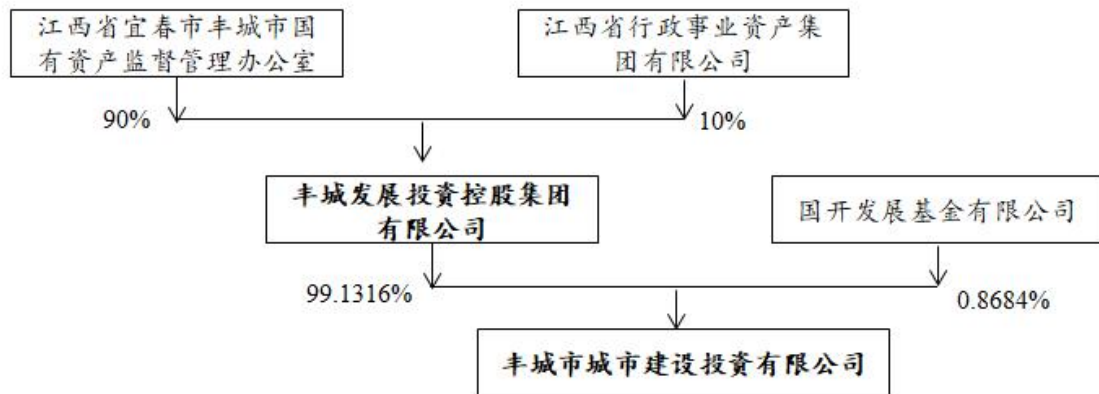 江西省宜春市丰城市国
有资产监督管理办公室
江西省行政事业资产集
团有限公司
90%
10%
丰城发展投资控股集团
有限公司
国开发展基金有限公司
99.1316%
0.8684%
丰城市城市建设投资有限公司